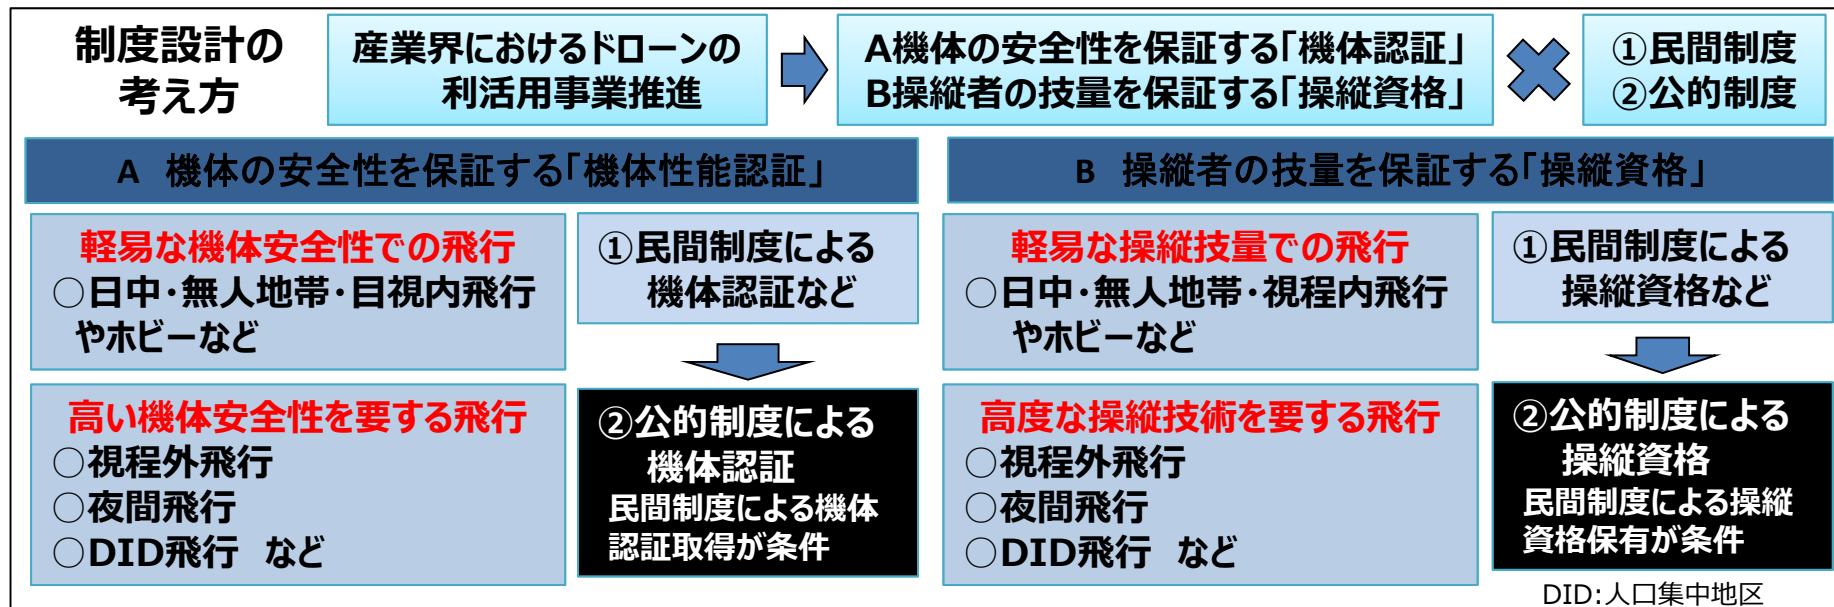 制度設計の
考え方
産業界におけるドローンの
利活用事業推進
A機体の安全性を保証する「機体認証」
B操縦者の技量を保証する「操縦資格」
①民間制度
②公的制度
A 機体の安全性を保証する「機体性能認証」
軽易な機体安全性での飛行
○日中・無人地帯・目視内飛行
やホビーなど
①民間制度による
機体認証など
高い機体安全性を要する飛行
○視程外飛行
○夜間飛行
○DID飛行 など
②公的制度による
機体認証
民間制度による機体
認証取得が条件
B 操縦者の技量を保証する「操縦資格」
軽易な操縦技量での飛行
○日中・無人地帯・視程内飛行
やホビーなど
①民間制度による
操縦資格など
高度な操縦技術を要する飛行
○視程外飛行
○夜間飛行
○DID飛行 など
②公的制度による
操縦資格
民間制度による操縦
資格保有が条件
DID:人口集中地区